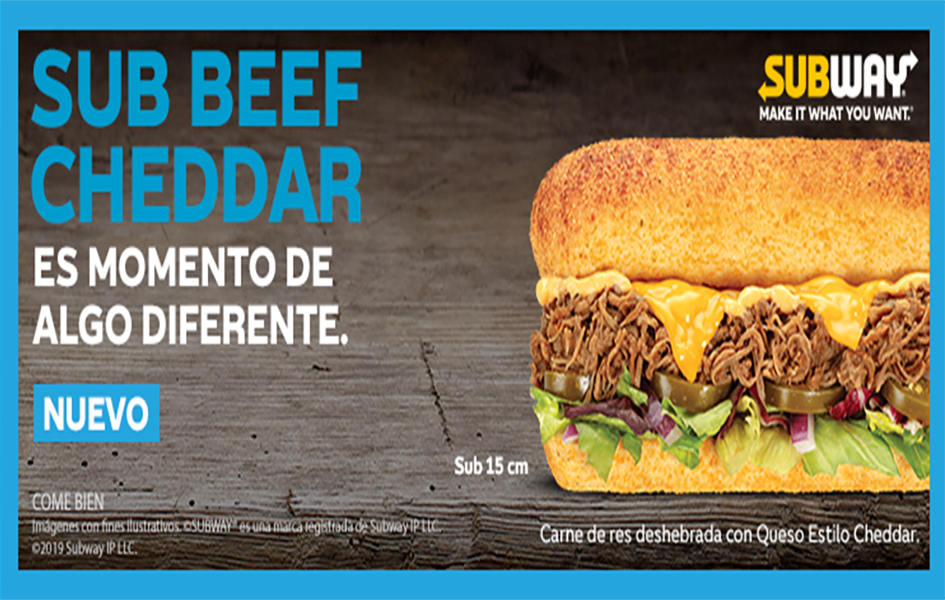 SUB BEEF
CHEDDAR
ES MOMENTO DE
ALGO DIFERENTE.
NUEVO
SUBWAY®
MAKE IT WHAT YOU WANT.®
Sub 15 cm
COME BIEN
Imágenes con fines ilustrativos. ©SUBWAY® es una marca registrada de Subway IP LLC.
©2019 Subway IP LLC.
Carne de res deshebrada con Queso Estilo Cheddar.